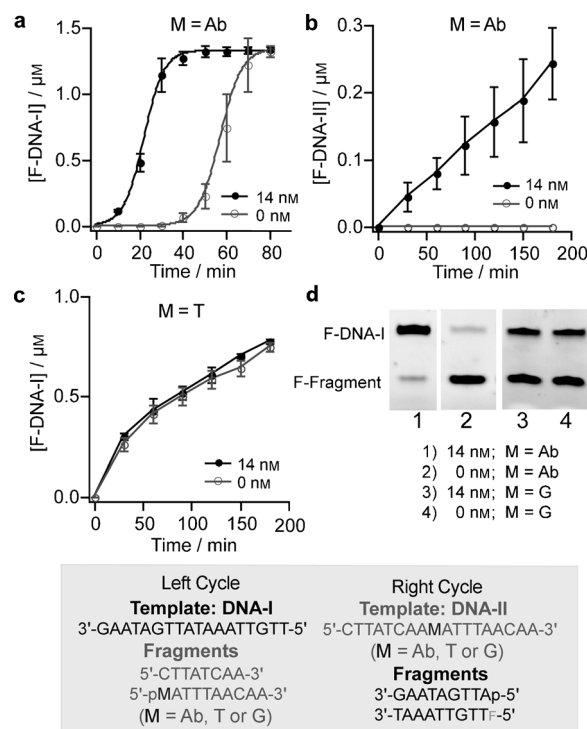 a
M = Ab
[F-DNA-I] / μM
1.5
1.0
0.5
0.0
14 nM
0 nM
0 20 40 60 80
Time / min
b
M = Ab
[F-DNA-II] / μM
0.3
0.2
0.1
0.0
14 nM
0 nM
0 50 100 150 200
Time / min
c
M = T
[F-DNA-I] / μM
1.0
0.5
0.0
14 nM
0 nM
0 50 100 150 200
Time / min
d
F-DNA-I
F-Fragment
1 2 3 4
1) 14 nM; M = Ab
2) 0 nM; M = Ab
3) 14 nM; M = G
4) 0 nM; M = G
Left Cycle
Template: DNA-I
3'-GAATAGTTATAAATTGTT-5'
Fragments
5'-CTTATCAA-3'
5'-pMATTTAACAA-3'
(M = Ab, T or G)
Right Cycle
Template: DNA-II
5'-CTTATCAAMATTTAACAA-3'
(M = Ab, T or G)
Fragments
3'-GAATAGTTAp-5'
3'-TAAATTGTTF-5'